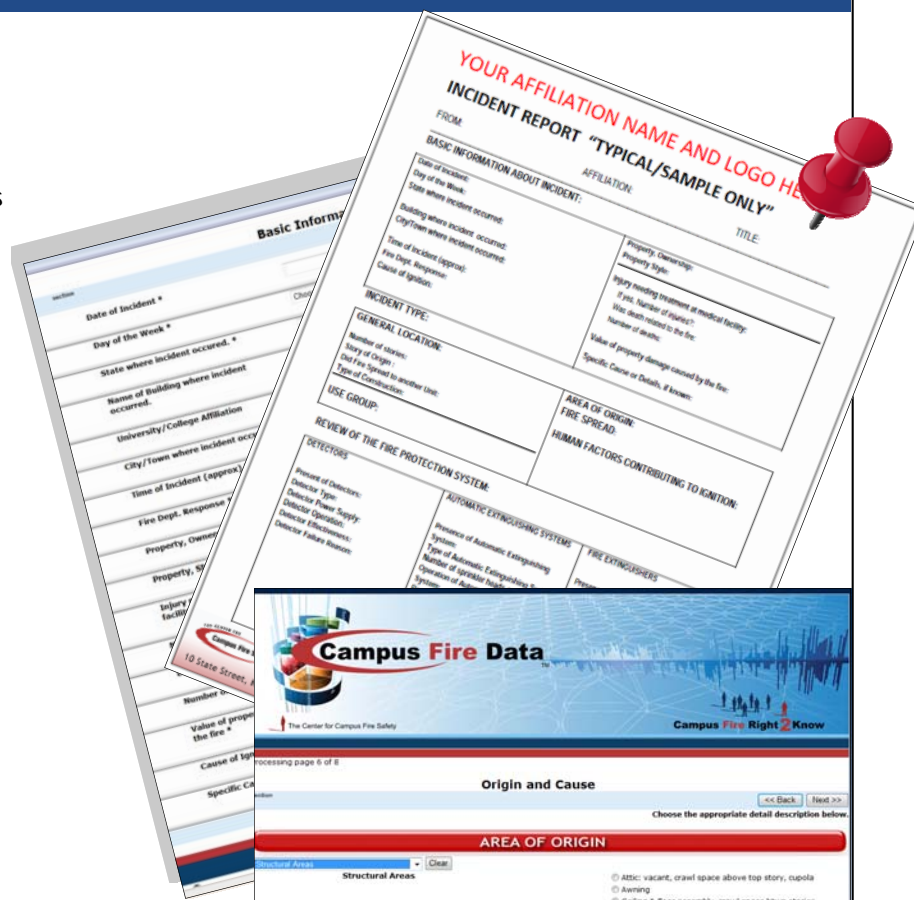 s
YOUR AFFILIATION NAME AND LOGO HE
INCIDENT REPORT “TYPICAL/SAMPLE ONLY”
FROM:
AFFILIATION:
TITLE:
BASIC INFORMATION ABOUT INCIDENT:
Date of Incident:
Day of the Week:
State where incident occurred:
Building where incident occurred:
City/Town where incident occurred:
Time of Incident (approx):
Fire Dept. Response:
Cause of Ignition:
Property, Ownership:
Property Style:
Injury needing treatment at medical facility:
If yes, Number of injuries?:
Was death related to the fire:
Number of deaths:
Value of property damage caused by the fire:
Specific Cause or Details, if known:
INCIDENT TYPE:
GENERAL LOCATION:
Number of stories:
Story of Origin :
Did Fire Spread to another Unit:
Type of Construction:
AREA OF ORIGIN:
FIRE SPREAD:
HUMAN FACTORS CONTRIBUTING TO IGNITION:
USE GROUP:
REVIEW OF THE FIRE PROTECTION SYSTEM:
DETECTORS
Present of Detectors:
Detector Type:
Detector Power Supply:
Detector Operation:
Detector Effectiveness:
Detector Failure Reason:
AUTOMATIC EXTINGUISHING SYSTEMS
Presence of Automatic Extinguishing
System:
Type of Automatic Extinguishing S
Number of sprinkler heads
Operation of Auto
System:
FIRE EXTINGUISHERS
Pres
10 State Street,
Basic Informa
section
Date of Incident *
Day of the Week *
Choo
State where incident occured. *
Name of Building where incident
occurred.
University/College Affiliation
City/Town where incident occu
Time of Incident (approx)
Fire Dept. Response
Property, Owner
Property, S
Injury
facilit
Number o
Value of prope
the fire *
Cause of Ign
Specific Ca
Campus Fire Data
TM
The Center for Campus Fire Safety
Campus Fire Right 2 Know
rocessing page 6 of 8
Origin and Cause
ection
<< Back
Next >>
Choose the appropriate detail description below.
AREA OF ORIGIN
Structural Areas
Clear
Structural Areas
Attic: vacant, crawl space above top story, cupola
Awning